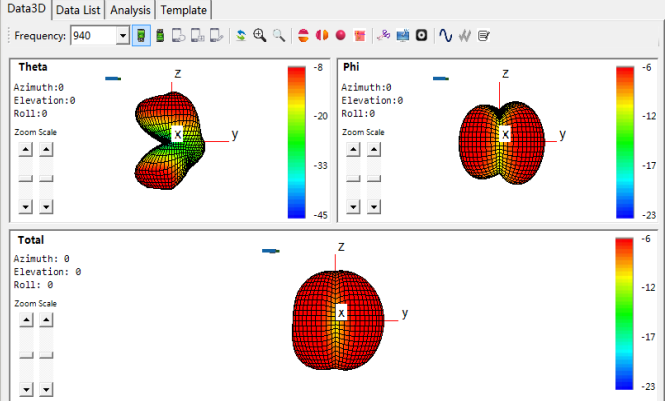 Data3D Data List Analysis Template
Frequency: 940
Theta
Azimuth:0
Elevation:0
Roll:0
Zoom Scale
z
x
y
-8
-20
-33
-45
Phi
Azimuth:0
Elevation:0
Roll:0
Zoom Scale
z
x
y
-6
-12
-17
-23
Total
Azimuth: 0
Elevation: 0
Roll: 0
Zoom Scale
z
x
y
-6
-12
-17
-23